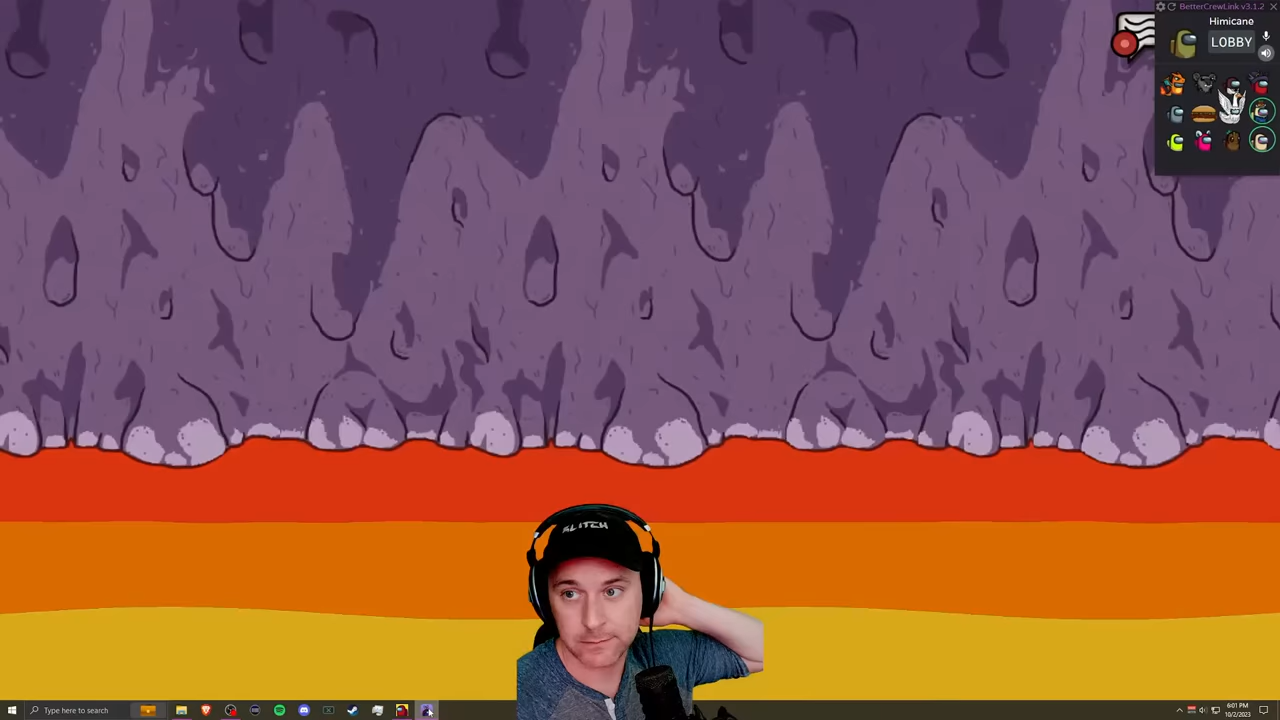 BetterCrewLink v3.1.2
Himicane
LOBBY
GLITCH
Type here to search
6:01 PM
10/2/2023